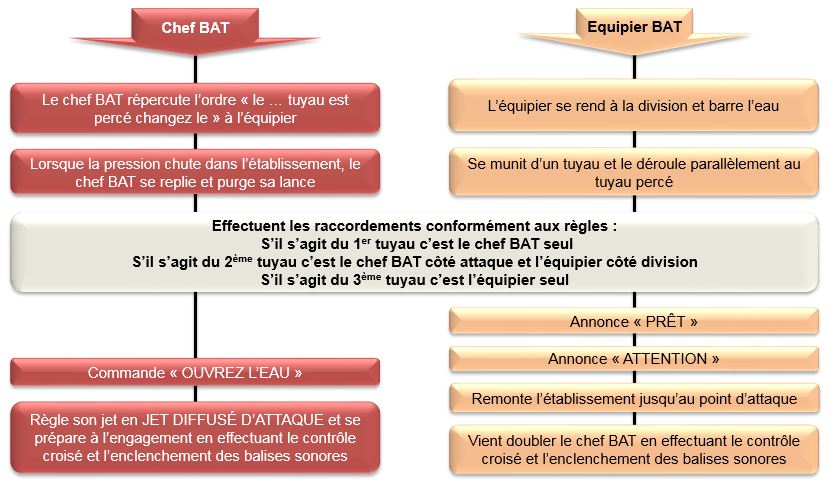 Chef BAT
Equipier BAT
Le chef BAT répercute l’ordre « le … tuyau est
percé changez le » à l’équipier
L’équipier se rend à la division et barre l’eau
Lorsque la pression chute dans l’établissement, le
chef BAT se replie et purge sa lance
Se munit d’un tuyau et le déroule parallèlement au
tuyau percé
Effectuent les raccordements conformément aux règles :
S’il s’agit du 1er tuyau c’est le chef BAT seul
S’il s’agit du 2ème tuyau c’est le chef BAT côté attaque et l’équipier côté division
S’il s’agit du 3ème tuyau c’est l’équipier seul
Annonce « PRÊT »
Commande « OUVREZ L’EAU »
Annonce « ATTENTION »
Remonte l’établissement jusqu’au point d’attaque
Règle son jet en JET DIFFUSÉ D’ATTAQUE et se
prépare à l’engagement en effectuant le contrôle
croisé et l’enclenchement des balises sonores
Vient doubler le chef BAT en effectuant le contrôle
croisé et l’enclenchement des balises sonores